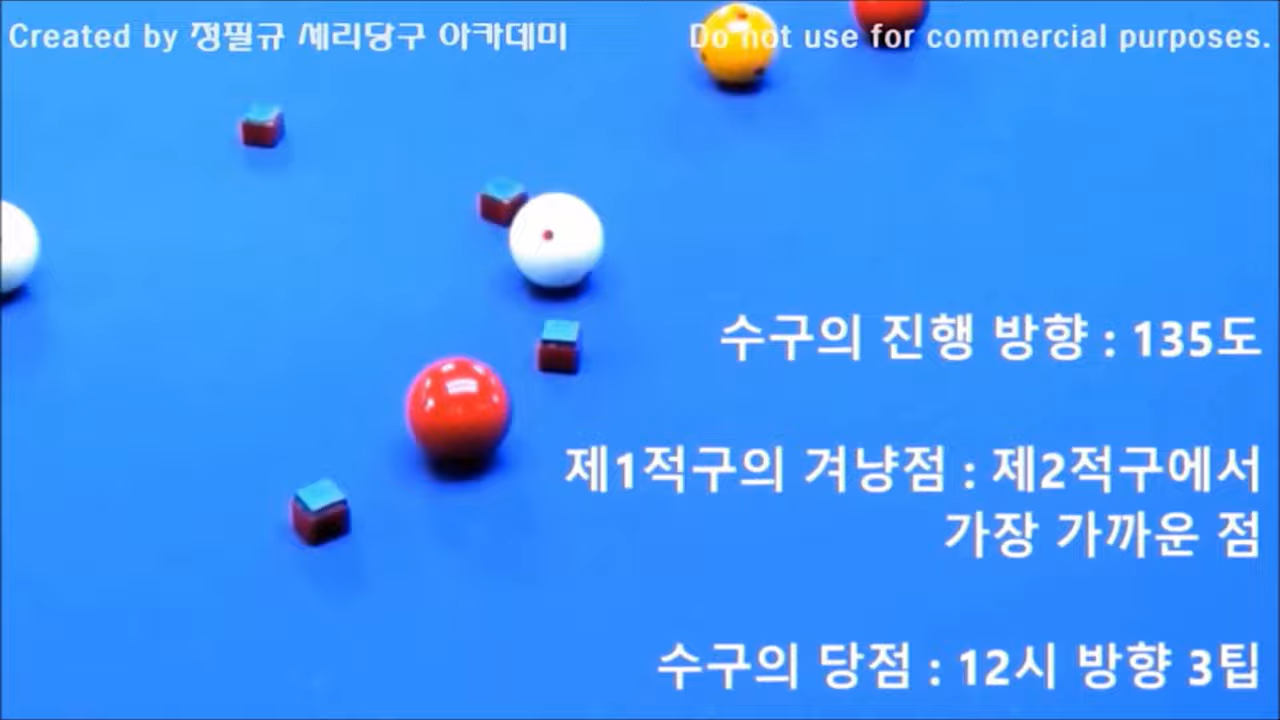 Created by 정필규 세리당구 아카데미
Do not use for commercial purposes.
수구의 진행 방향 : 135도
제1적구의 겨냥점 : 제2적구에서
가장 가까운 점
수구의 당점 : 12시 방향 3팁